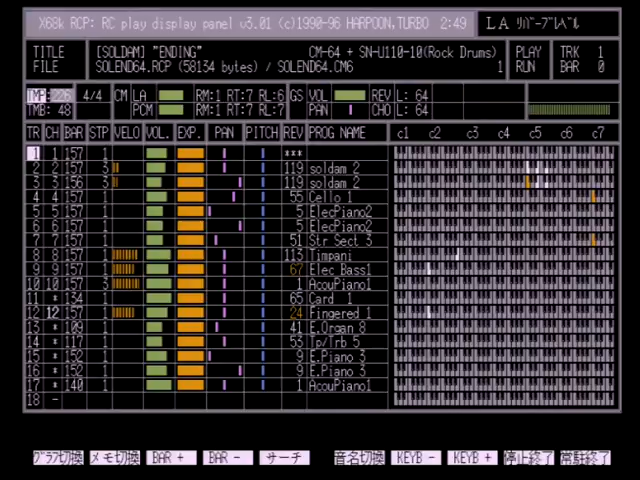 X68k RCP: RC play display panel v3.01 (c)1990-96 HARPOON,TURBO 2:49 LA ﾘﾊﾞｰﾌﾞﾚﾍﾞﾙ
TITLE [SOLDAM] "ENDING" CM-64 + SN-U110-10(Rock Drums) PLAY TRK 1
FILE SOLEND64.RCP (58134 bytes) / SOLEND64.CM6 1 RUN BAR 0
TMP:226 4/4 CM LA RM:1 RT:7 RL:6 GS VOL REV L: 64
TMB: 48 PCM RM:1 RT:7 RL:7 PAN CHO L: 64
TR CH BAR STP VELO VOL. EXP. PAN PITCH REV PROG NAME c1 c2 c3 c4 c5 c6 c7
1 1 157 1 ***
2 2 157 3 119 soldam 2
3 3 156 3 119 soldam 2
4 4 157 1 55 Cello 1
5 5 157 1 5 ElecPiano2
6 6 157 1 5 ElecPiano2
7 7 157 1 51 Str Sect 3
8 8 157 1 113 Timpani
9 9 157 1 67 Elec Bass1
10 10 157 3 1 AcouPiano1
11 * 134 1 65 Card 1
12 12 157 1 24 Fingered 1
13 * 109 1 41 E.Organ 8
14 * 117 1 53 Tp/Trb 5
15 * 152 1 9 E.Piano 3
16 * 152 1 9 E.Piano 3
17 * 140 1 1 AcouPiano1
18 -
ｸﾞﾗﾌ切換 メモ切換 BAR + BAR - サーチ 音名切換 KEYB - KEYB + 停止終了 常駐終了